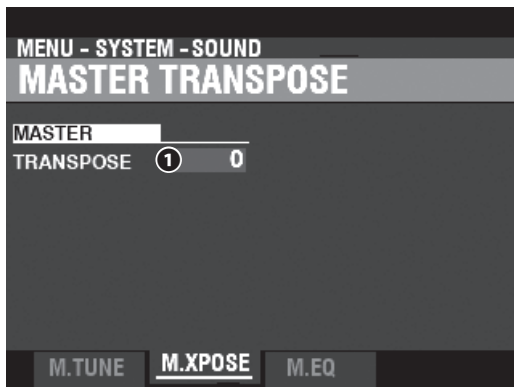 MENU - SYSTEM - SOUND
MASTER TRANSPOSE
MASTER
TRANSPOSE 1 0
M.TUNE M.XPOSE M.EQ